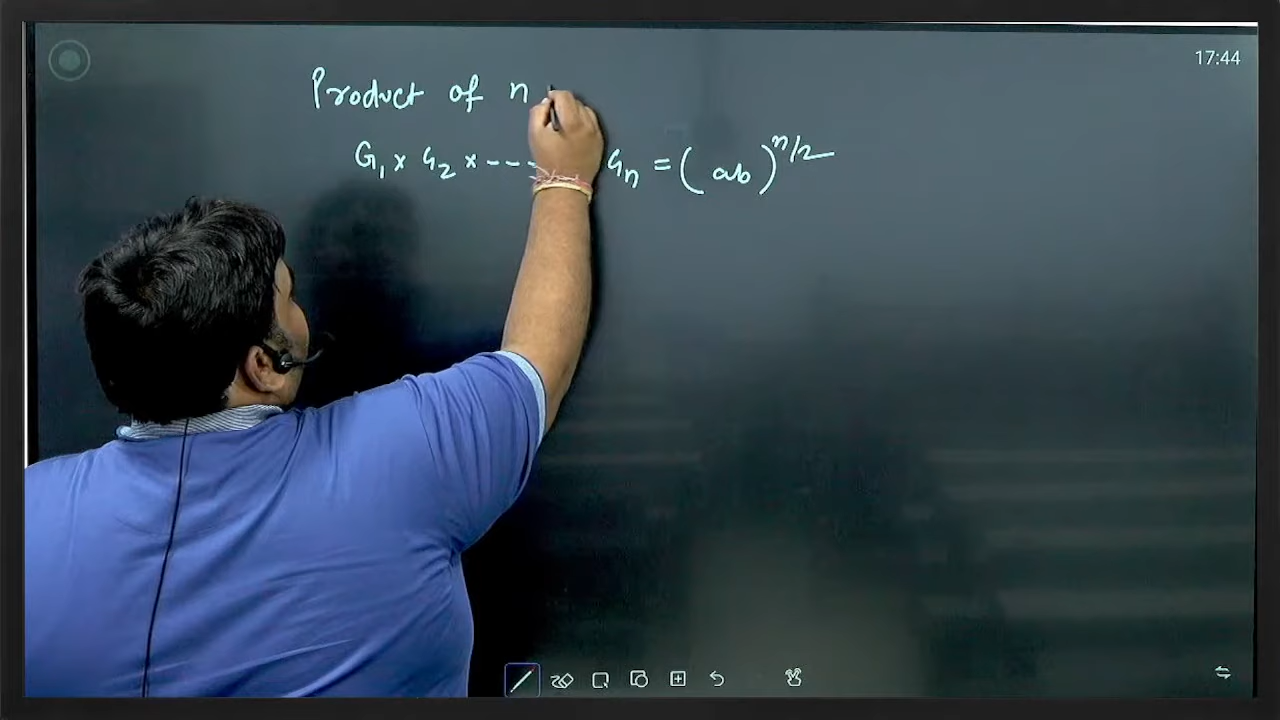 17:44
Product of n
G₁ × G₂ × --- Gₙ = (ab)^{n/2}